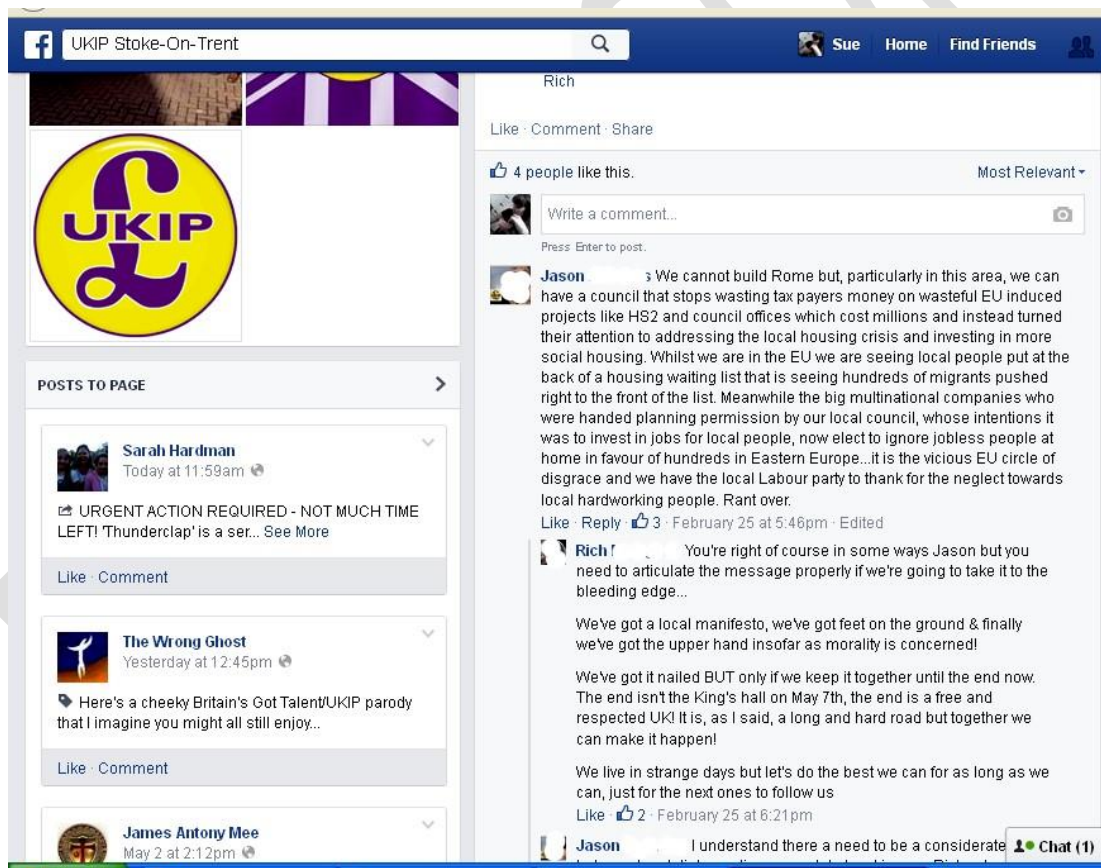 UKIP Stoke-On-Trent
Sue Home Find Friends
UKIP
POSTS TO PAGE
Sarah Hardman
Today at 11:59am
URGENT ACTION REQUIRED - NOT MUCH TIME
LEFT! 'Thunderclap' is a ser... See More
Like · Comment
The Wrong Ghost
Yesterday at 12:45pm
Here's a cheeky Britain's Got Talent/UKIP parody
that I imagine you might all still enjoy...
Like · Comment
James Antony Mee
May 2 at 2:12pm
Rich
Like · Comment · Share
4 people like this.
Most Relevant
Write a comment...
Press Enter to post.
Jason s We cannot build Rome but, particularly in this area, we can
have a council that stops wasting tax payers money on wasteful EU induced
projects like HS2 and council offices which cost millions and instead turned
their attention to addressing the local housing crisis and investing in more
social housing. Whilst we are in the EU we are seeing local people put at the
back of a housing waiting list that is seeing hundreds of migrants pushed
right to the front of the list. Meanwhile the big multinational companies who
were handed planning permission by our local council, whose intentions it
was to invest in jobs for local people, now elect to ignore jobless people at
home in favour of hundreds in Eastern Europe...it is the vicious EU circle of
disgrace and we have the local Labour party to thank for the neglect towards
local hardworking people. Rant over.
Like · Reply · 3 · February 25 at 5:46pm · Edited
Rich You're right of course in some ways Jason but you
need to articulate the message properly if we're going to take it to the
bleeding edge...
We've got a local manifesto, we've got feet on the ground & finally
we've got the upper hand insofar as morality is concerned!
We've got it nailed BUT only if we keep it together until the end now.
The end isn't the King's hall on May 7th, the end is a free and
respected UK! It is, as I said, a long and hard road but together we
can make it happen!
We live in strange days but let's do the best we can for as long as we
can, just for the next ones to follow us
Like · 2 · February 25 at 6:21pm
Jason I understand there a need to be a considerate
Chat (1)